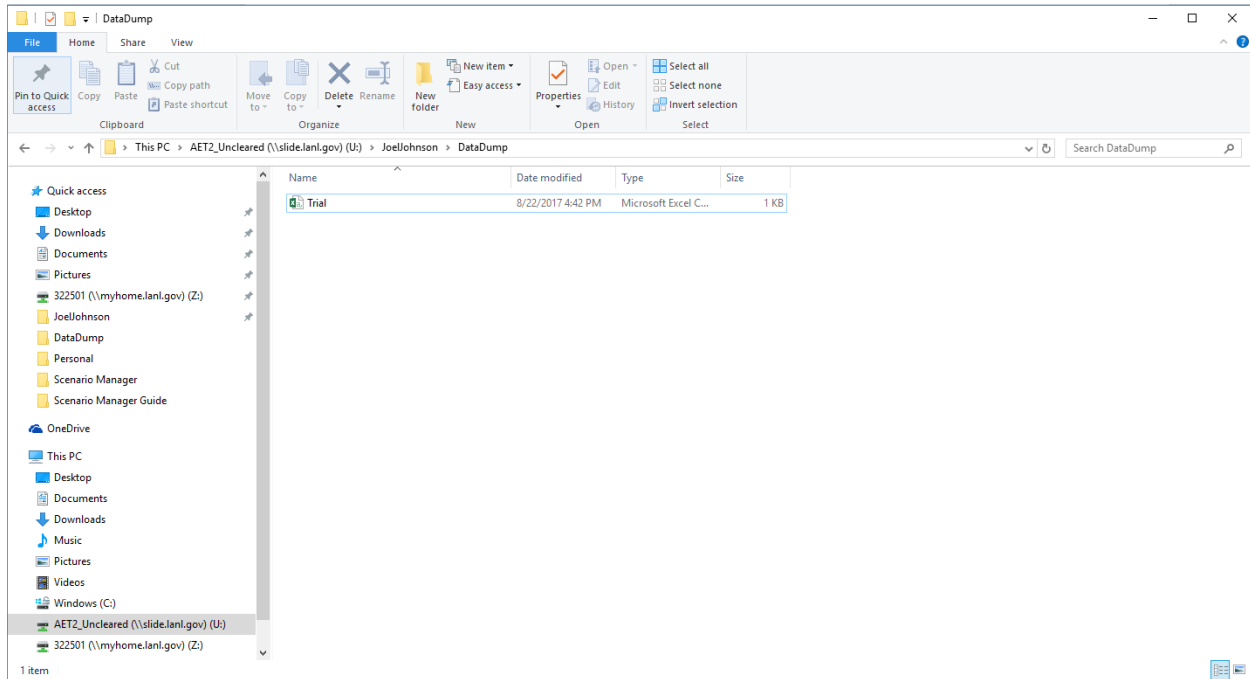 DataDump
File Home Share View
Pin to Quick access
Copy
Paste
Cut
Copy path
Paste shortcut
Clipboard
Move to
Copy to
Delete
Rename
Organize
New folder
New item
Easy access
New
Properties
Open
Edit
History
Open
Select all
Select none
Invert selection
Select
This PC > AET2_Uncleared (\\slide.lanl.gov) (U:) > JoelJohnson > DataDump
Search DataDump
Name Date modified Type Size
Trial 8/22/2017 4:42 PM Microsoft Excel C... 1 KB
Quick access
Desktop
Downloads
Documents
Pictures
322501 (\\myhome.lanl.gov) (Z:)
JoelJohnson
DataDump
Personal
Scenario Manager
Scenario Manager Guide
OneDrive
This PC
Desktop
Documents
Downloads
Music
Pictures
Videos
Windows (C:)
AET2_Uncleared (\\slide.lanl.gov) (U:)
322501 (\\myhome.lanl.gov) (Z:)
1 item